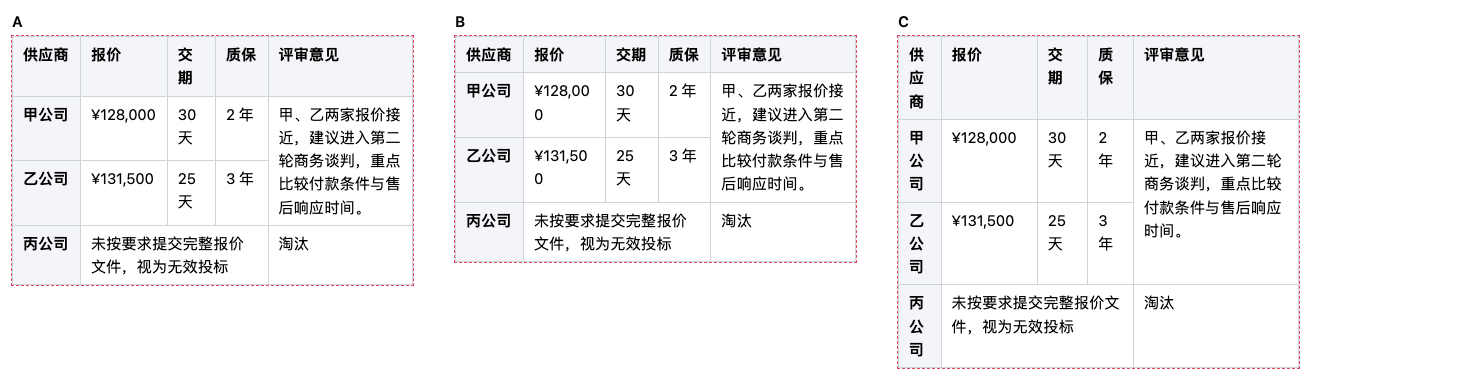 A
供应商 报价 交
期 质保 评审意见
甲公司 ¥128,000 30
天 2 年 甲、乙两家报价接
近，建议进入第二
轮商务谈判，重点
比较付款条件与售
后响应时间。
乙公司 ¥131,500 25
天 3 年
丙公司 未按要求提交完整报价
文件，视为无效投标 淘汰
B
供应商 报价 交期 质保 评审意见
甲公司 ¥128,00
0 30
天 2 年 甲、乙两家报价接
近，建议进入第二
轮商务谈判，重点
比较付款条件与售
后响应时间。
乙公司 ¥131,50
0 25
天 3 年
丙公司 未按要求提交完整报价
文件，视为无效投标 淘汰
C
供
应
商 报价 交
期 质
保 评审意见
甲
公
司 ¥128,000 30
天 2
年 甲、乙两家报价接
近，建议进入第二轮
商务谈判，重点比较
付款条件与售后响应
时间。
乙
公
司 ¥131,500 25
天 3
年
丙
公
司 未按要求提交完整报价文
件，视为无效投标 淘汰